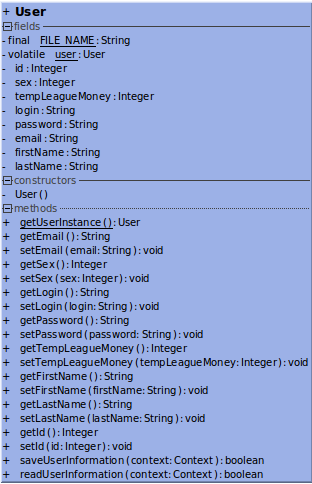 + User
fields
- final FILE_NAME : String
- volatile user : User
- id : Integer
- sex : Integer
- tempLeagueMoney : Integer
- login : String
- password : String
- email : String
- firstName : String
- lastName : String
constructors
- User ( )
methods
+ getUserInstance ( ) : User
+ getEmail ( ) : String
+ setEmail (email : String ) : void
+ getSex ( ) : Integer
+ setSex (sex : Integer) : void
+ getLogin ( ) : String
+ setLogin (login : String ) : void
+ getPassword ( ) : String
+ setPassword (password : String ) : void
+ getTempLeagueMoney ( ) : Integer
+ setTempLeagueMoney (tempLeagueMoney : Integer) : void
+ getFirstName ( ) : String
+ setFirstName (firstName : String ) : void
+ getLastName ( ) : String
+ setLastName (lastName : String ) : void
+ getId ( ) : Integer
+ setId (id : Integer) : void
+ saveUserInformation (context : Context ) : boolean
+ readUserInformation (context : Context ) : boolean